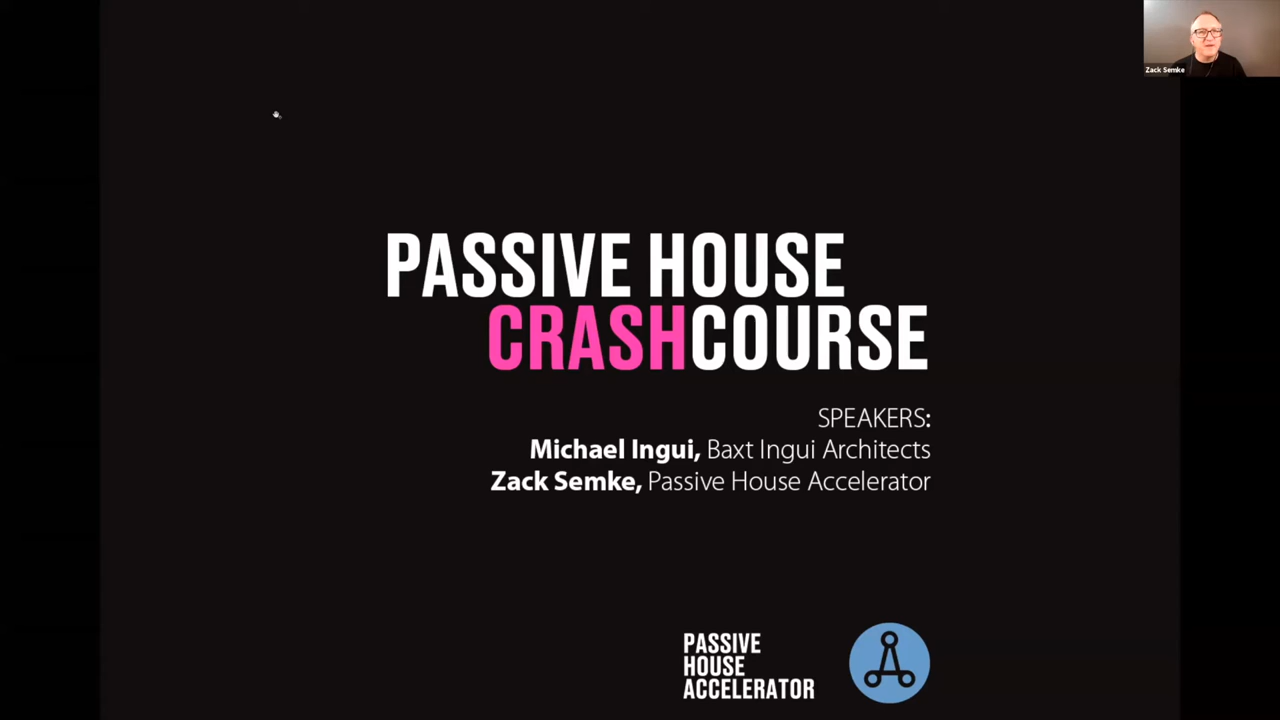 Zack Semke
PASSIVE HOUSE
CRASHCOURSE
SPEAKERS:
Michael Ingui, Baxt Ingui Architects
Zack Semke, Passive House Accelerator
PASSIVE
HOUSE
ACCELERATOR